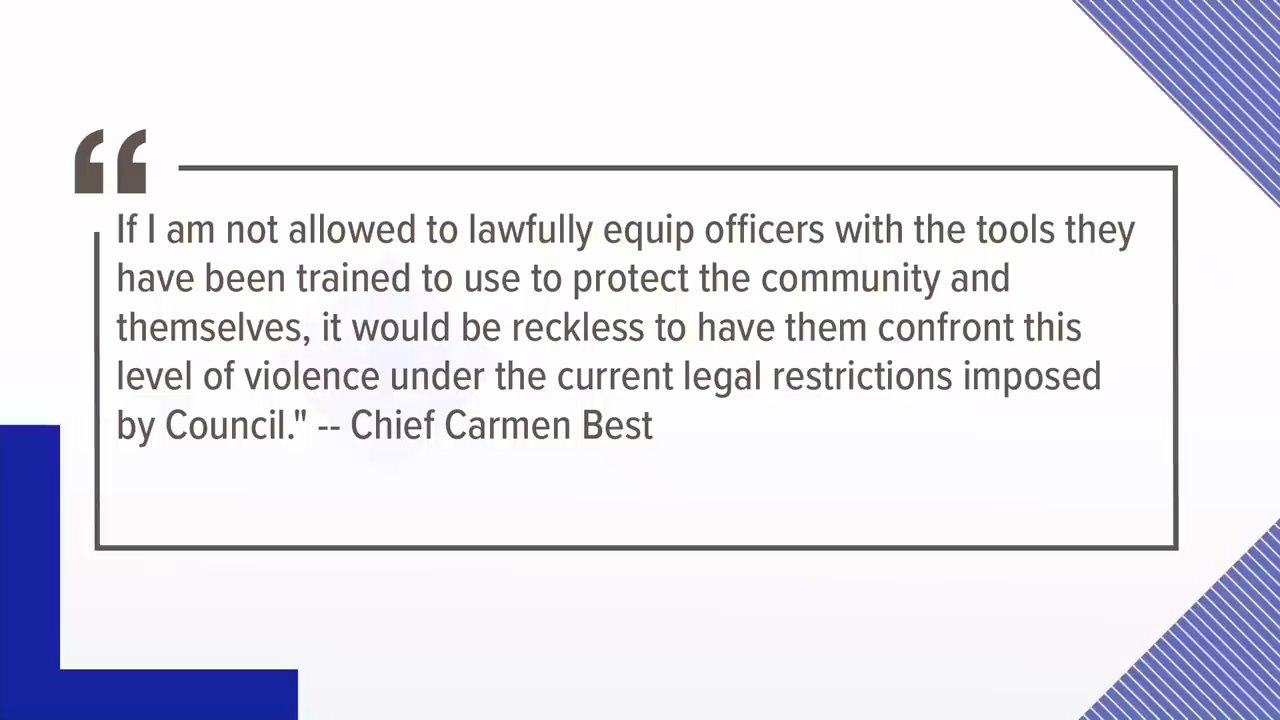 “
If I am not allowed to lawfully equip officers with the tools they
have been trained to use to protect the community and
themselves, it would be reckless to have them confront this
level of violence under the current legal restrictions imposed
by Council." -- Chief Carmen Best